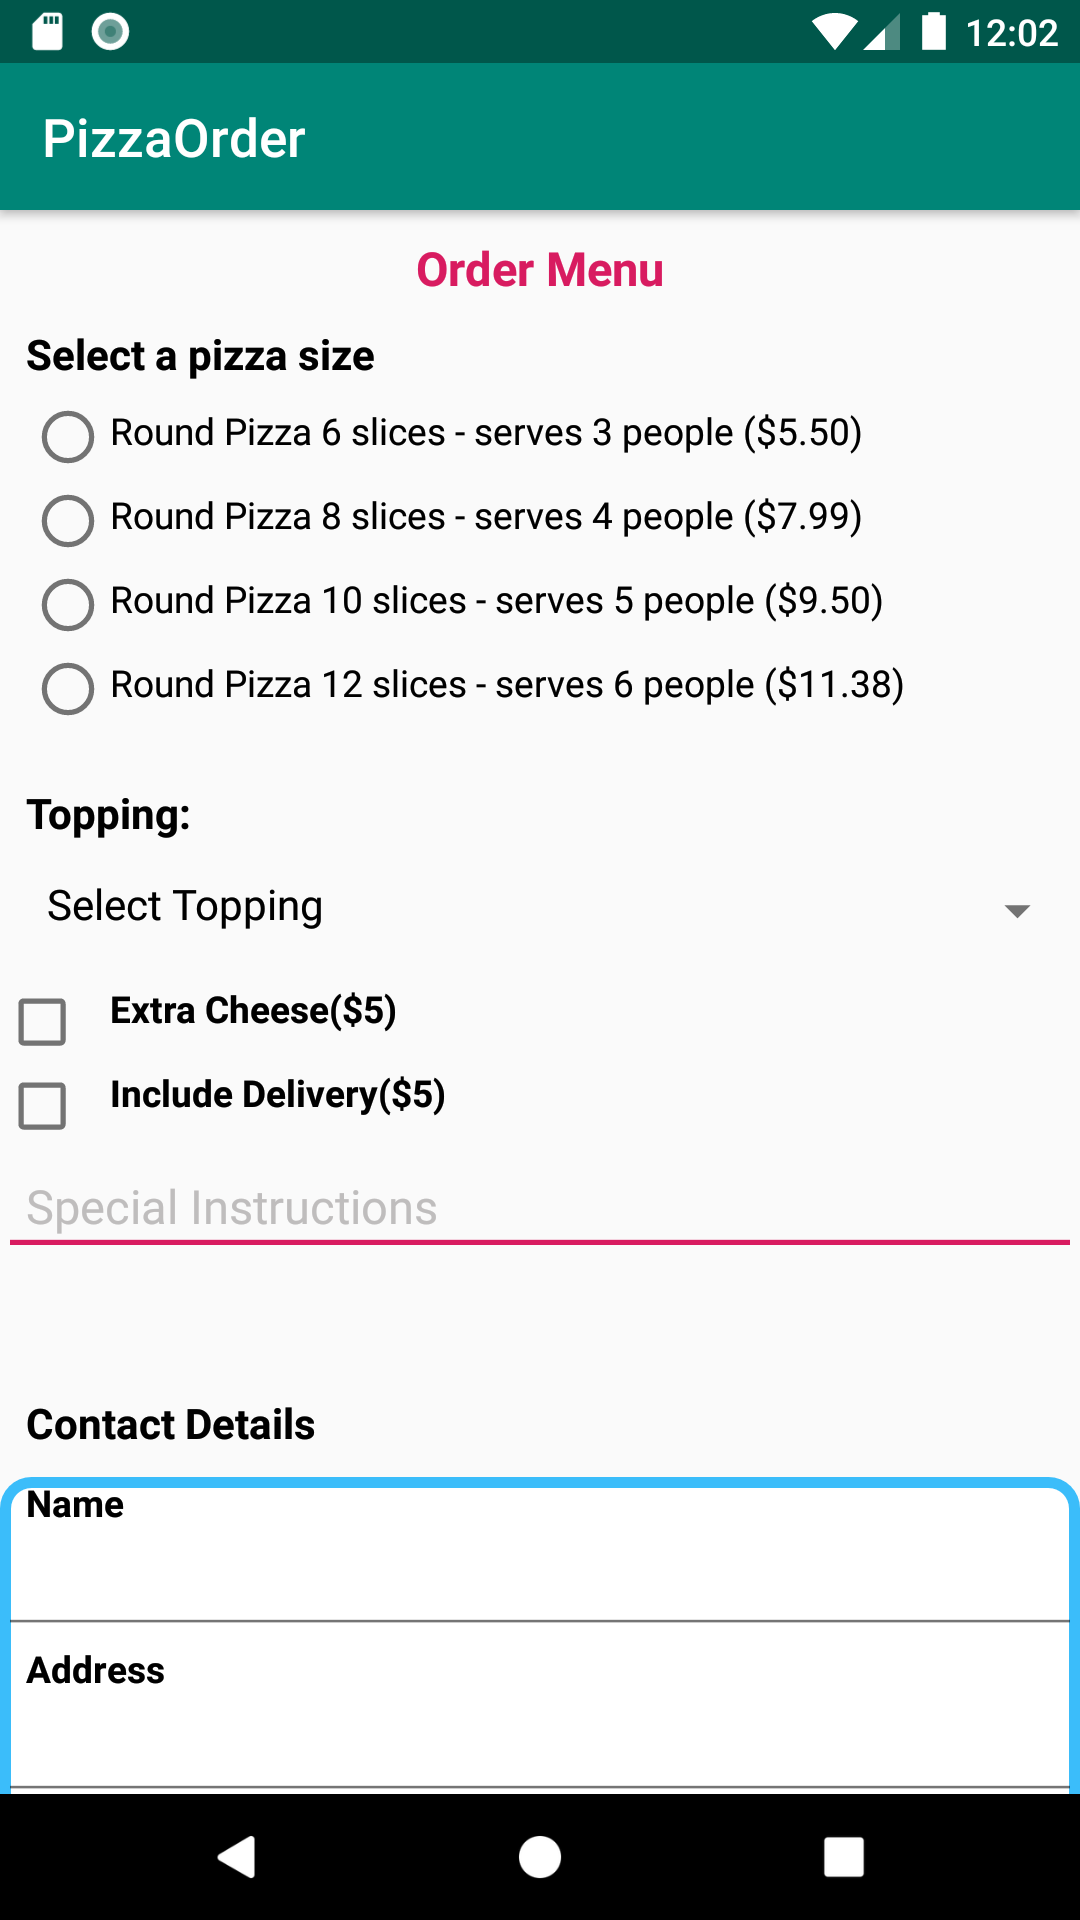 12:02
PizzaOrder
Order Menu
Select a pizza size
Round Pizza 6 slices - serves 3 people ($5.50)
Round Pizza 8 slices - serves 4 people ($7.99)
Round Pizza 10 slices - serves 5 people ($9.50)
Round Pizza 12 slices - serves 6 people ($11.38)
Topping:
Select Topping
Extra Cheese($5)
Include Delivery($5)
Special Instructions
Contact Details
Name
Address